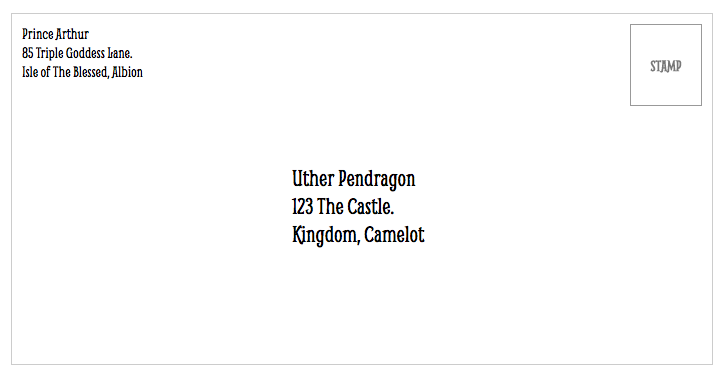 Prince Arthur
85 Triple Goddess Lane.
Isle of The Blessed, Albion
STAMP
Uther Pendragon
123 The Castle.
Kingdom, Camelot